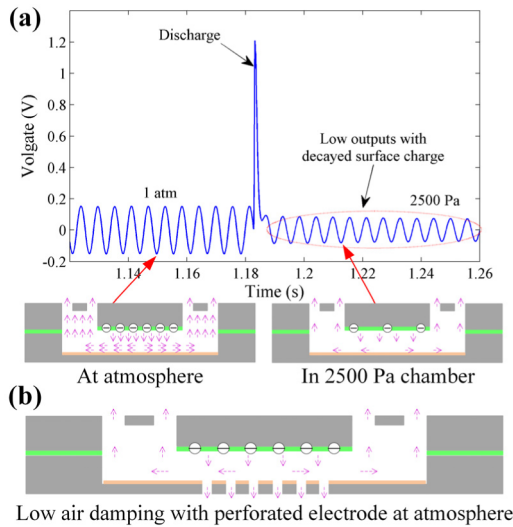 (a)
Discharge
Volgate (V)
1.2
1
0.8
0.6
0.4
0.2
0
-0.2
Low outputs with
decayed surface charge
1 atm
2500 Pa
1.14
1.16
1.18
1.2
1.22
1.24
1.26
Time (s)
At atmosphere
In 2500 Pa chamber
(b)
Low air damping with perforated electrode at atmosphere